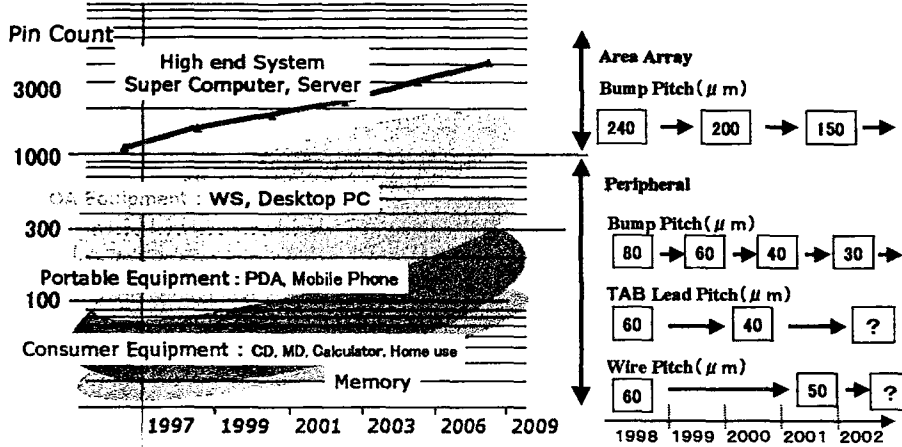 Pin Count
High end System
Super Computer, Server
3000
1000
OA Equipment : WS, Desktop PC
300
Portable Equipment : PDA, Mobile Phone
100
Consumer Equipment : CD, MD, Calculator. Home use
Memory
1997 1999 2001 2003 2006 2009
Area Array
Bump Pitch(μm)
240 200 150
Peripheral
Bump Pitch(μm)
80 60 40 30
TAB Lead Pitch(μm)
60 40 ?
Wire Pitch(μm)
60 50 ?
1998 1999 2000 2001 2002